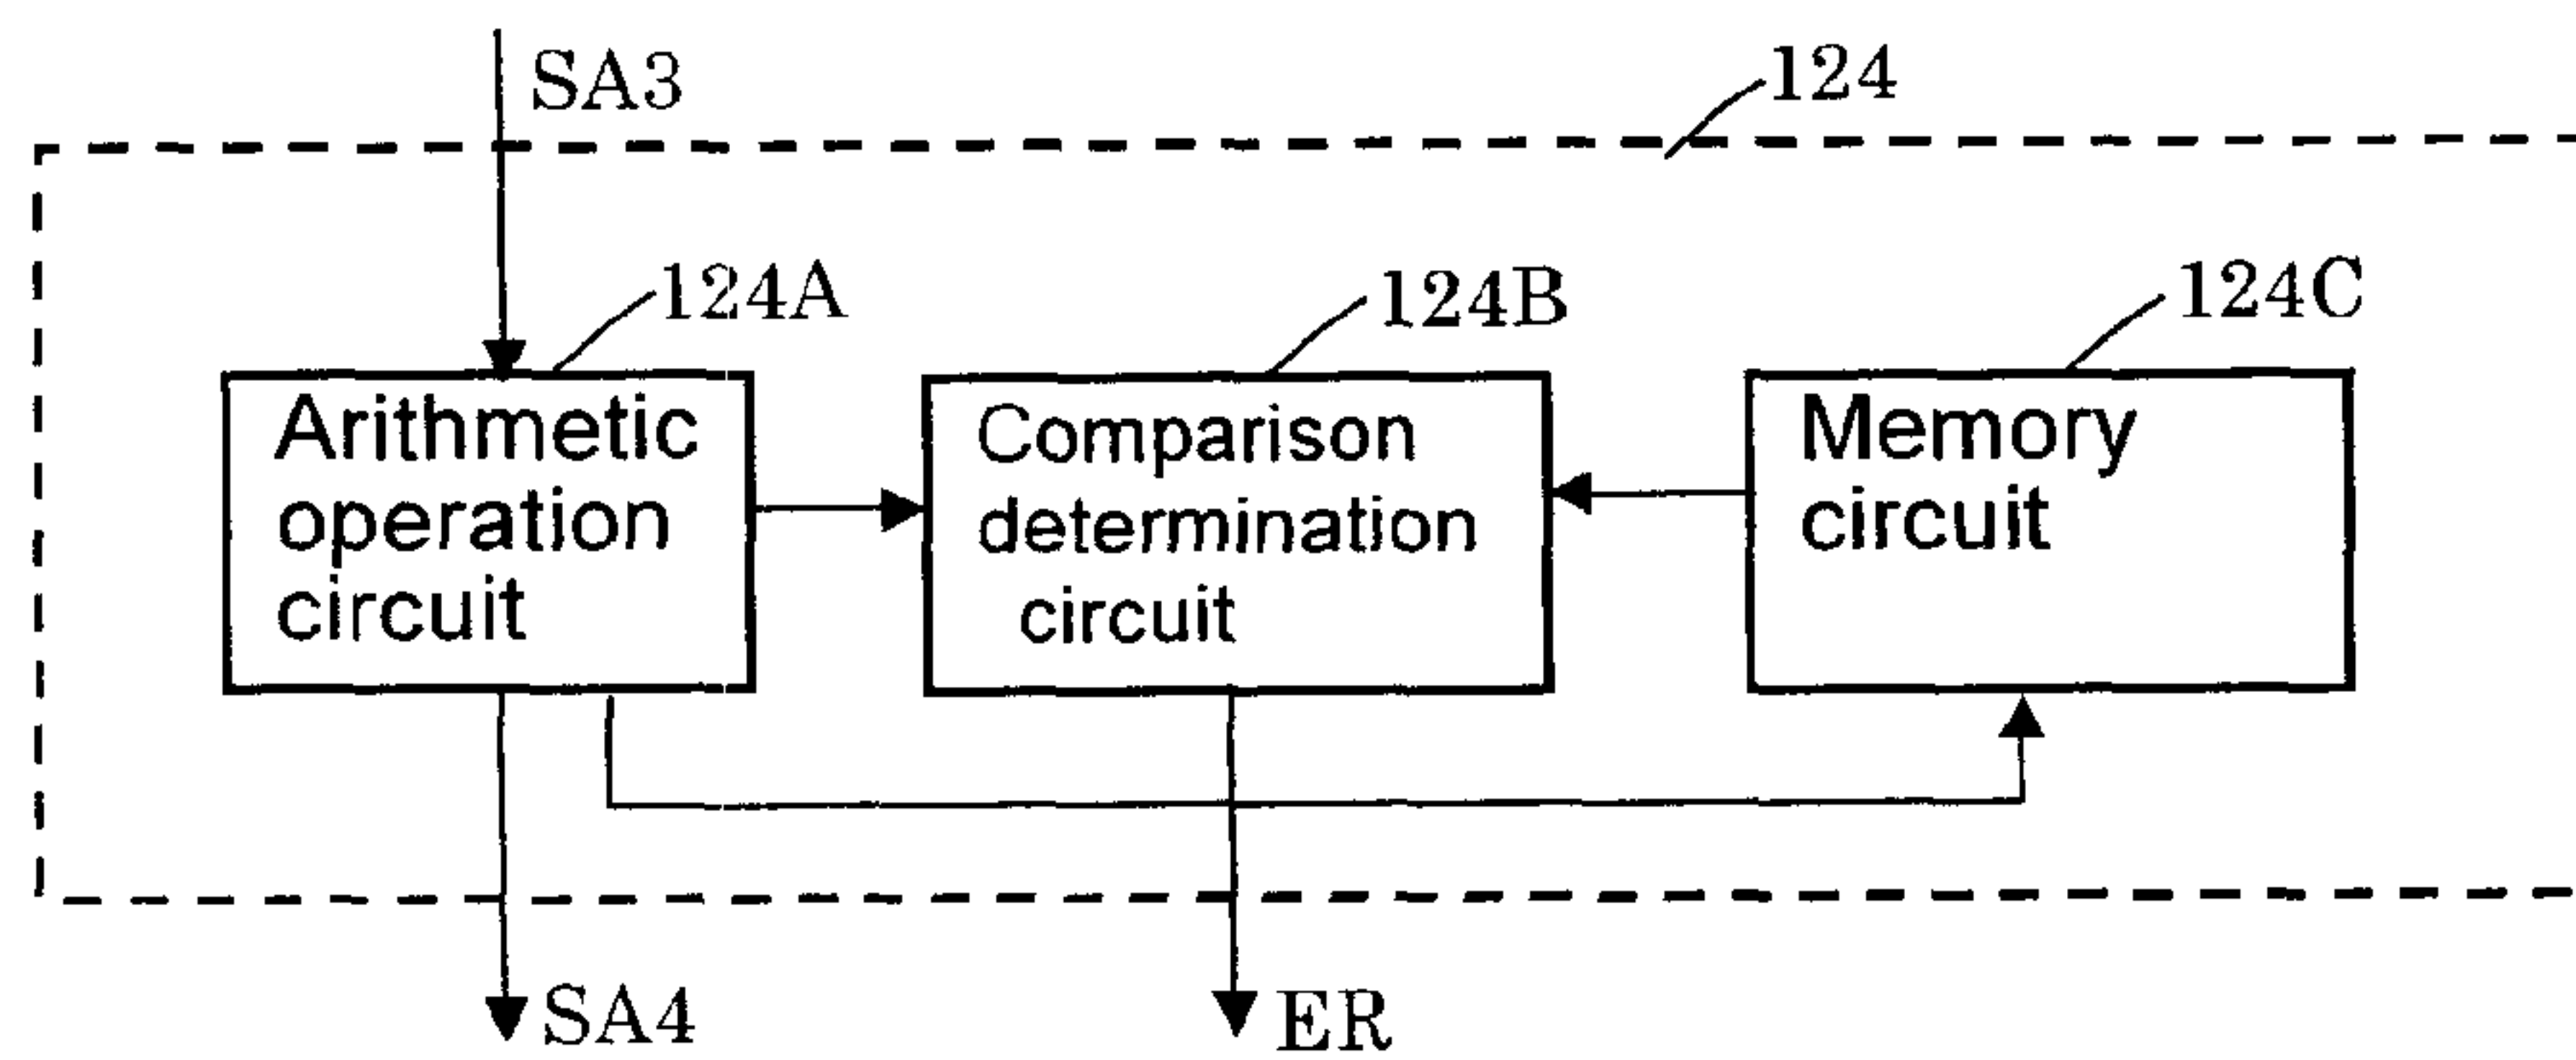 SA3
124
124A
124B
124C
Arithmetic
operation
circuit
Comparison
determination
circuit
Memory
circuit
SA4
ER